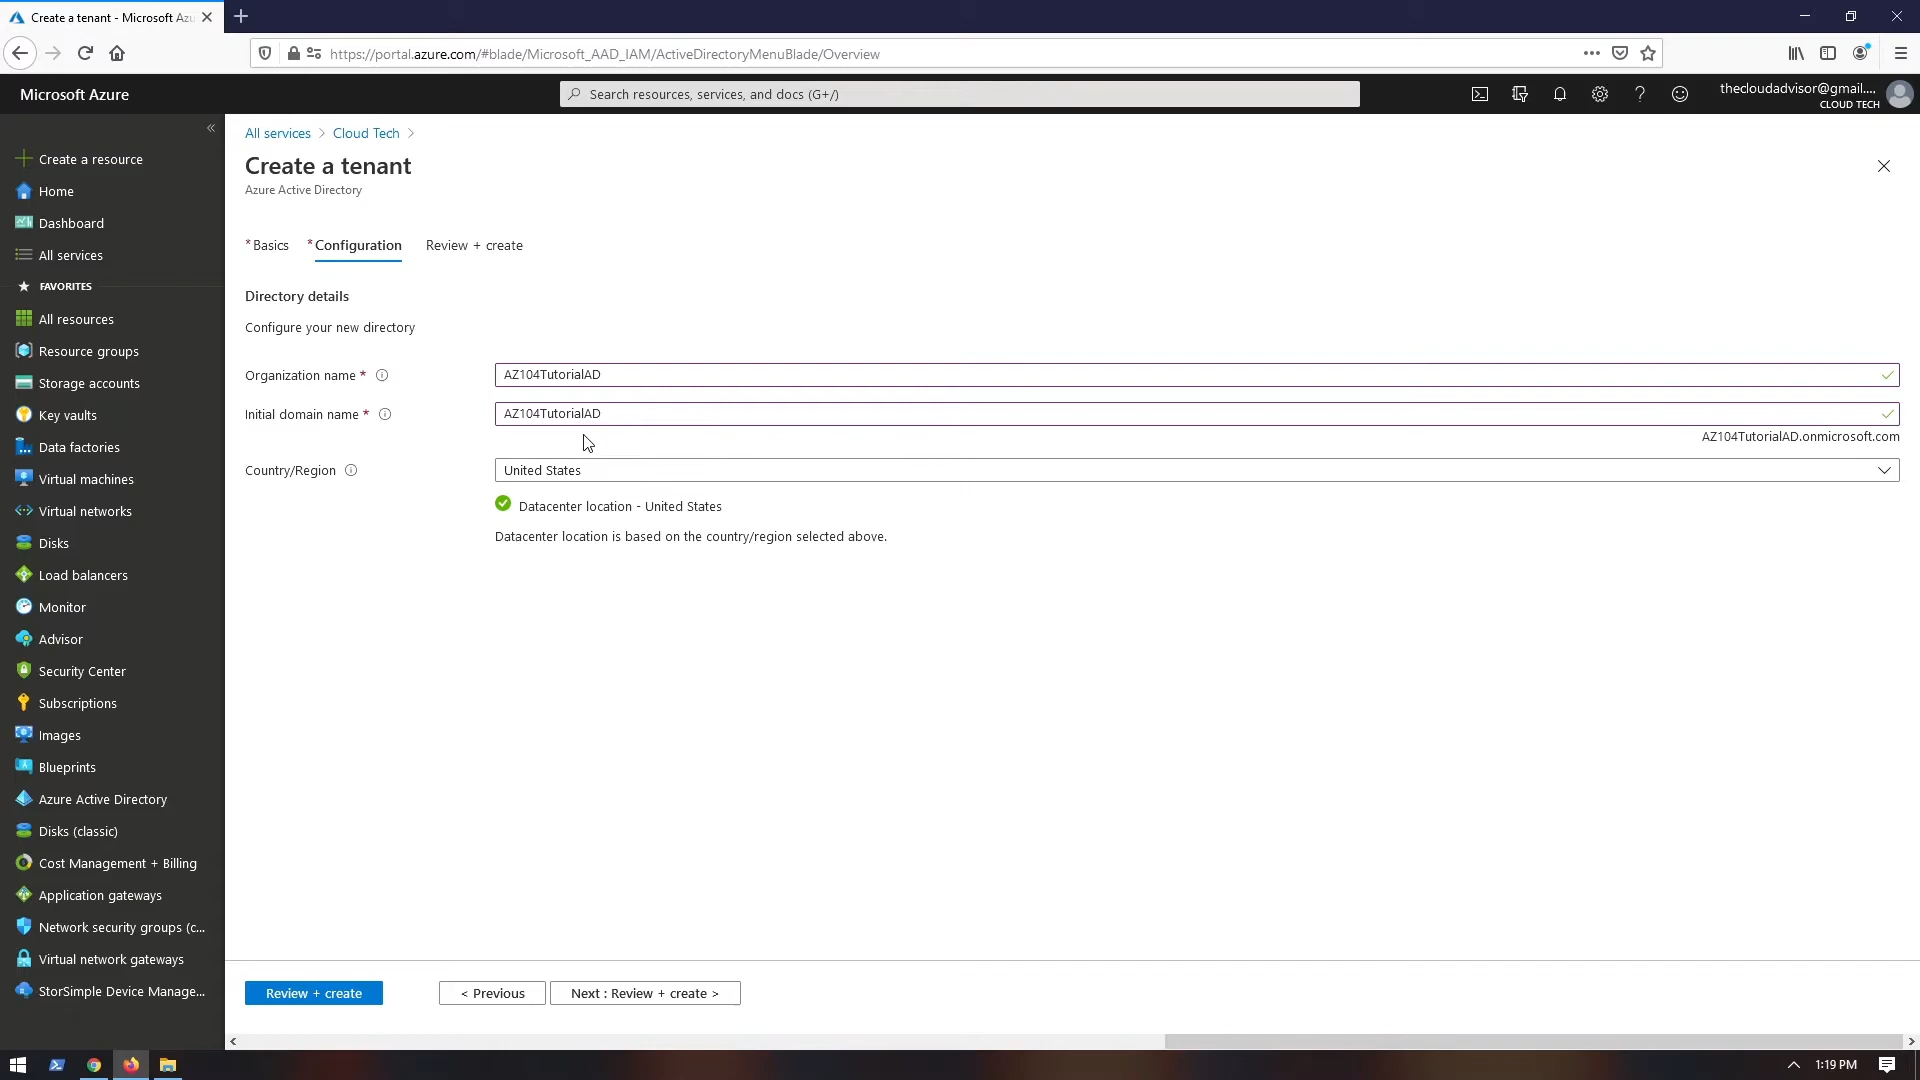 Create a tenant - Microsoft Azu
https://portal.azure.com/#blade/Microsoft_AAD_IAM/ActiveDirectoryMenuBlade/Overview
Microsoft Azure
Search resources, services, and docs (G+/)
thecloudadvisor@gmail....
CLOUD TECH
All services > Cloud Tech >
Create a tenant
Azure Active Directory
* Basics * Configuration Review + create
Directory details
Configure your new directory
Organization name *
AZ104TutorialAD
Initial domain name *
AZ104TutorialAD
AZ104TutorialAD.onmicrosoft.com
Country/Region
United States
Datacenter location - United States
Datacenter location is based on the country/region selected above.
Review + create
< Previous
Next : Review + create >
Create a resource
Home
Dashboard
All services
FAVORITES
All resources
Resource groups
Storage accounts
Key vaults
Data factories
Virtual machines
Virtual networks
Disks
Load balancers
Monitor
Advisor
Security Center
Subscriptions
Images
Blueprints
Azure Active Directory
Disks (classic)
Cost Management + Billing
Application gateways
Network security groups (c...
Virtual network gateways
StorSimple Device Manage...
1:19 PM